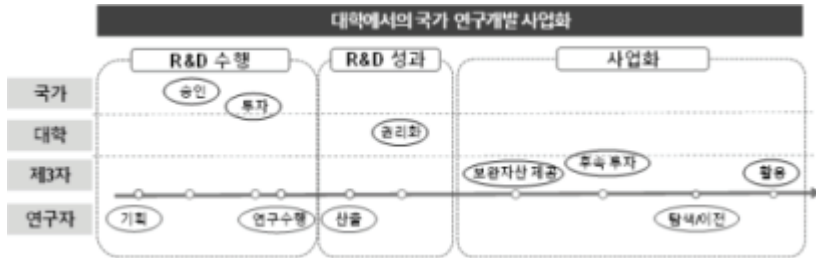 대학에서의 국가 연구개발 사업화
R&D 수행
R&D 성과
사업화
국가
승인
투자
대학
권리화
제3자
보완자산 제공
후속 투자
활용
연구자
기획
연구수행
산출
탐색/이전